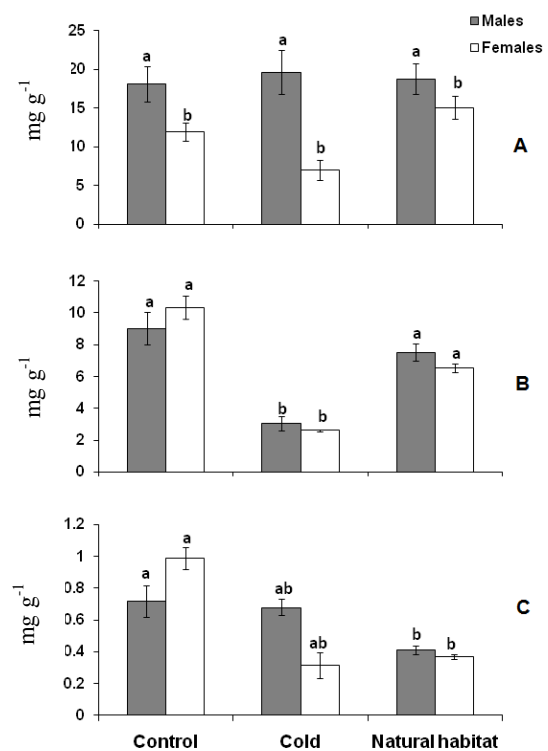 Males
Females
25
20
15
10
5
0
mg g-1
a
b
a
b
a
b
A
12
10
8
6
4
2
0
mg g-1
a
a
b
b
a
a
B
1.2
1
0.8
0.6
0.4
0.2
0
mg g-1
a
a
ab
ab
b
b
C
Control
Cold
Natural habitat